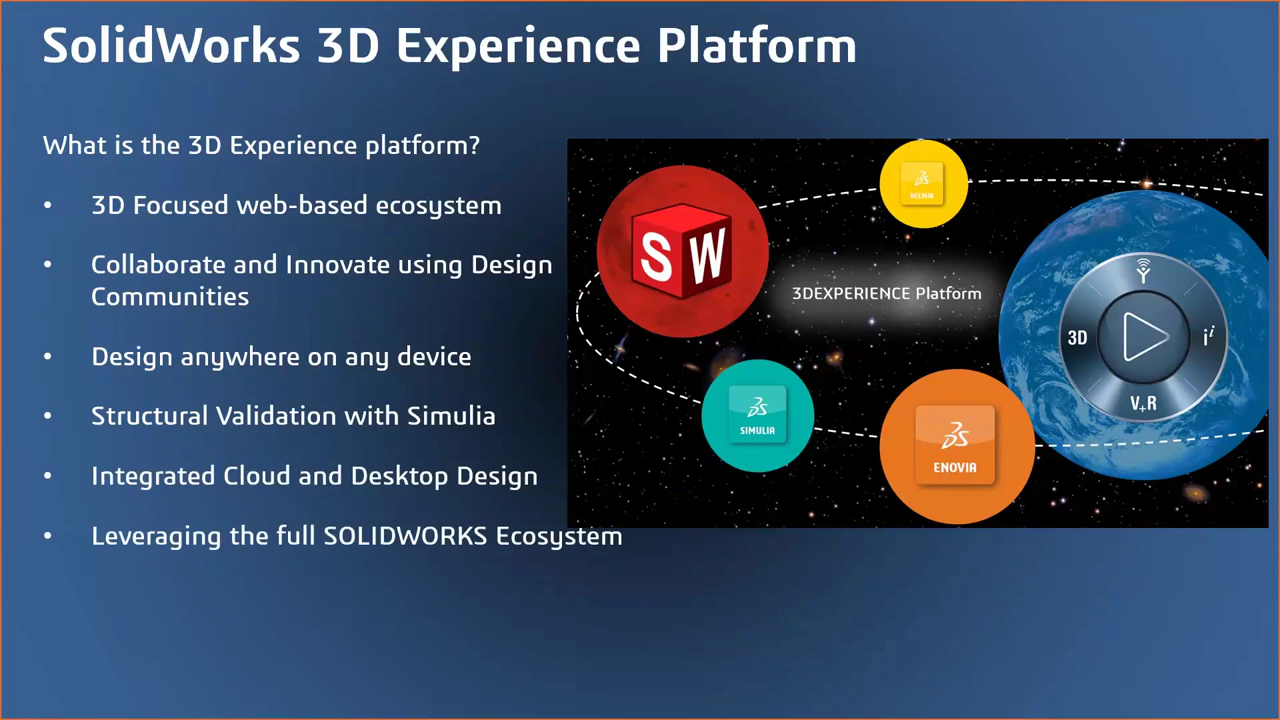 SolidWorks 3D Experience Platform
What is the 3D Experience platform?
• 3D Focused web-based ecosystem
• Collaborate and Innovate using Design
Communities
• Design anywhere on any device
• Structural Validation with Simulia
• Integrated Cloud and Desktop Design
• Leveraging the full SOLIDWORKS Ecosystem
SW
DELMIA
3DEXPERIENCE Platform
3D
i
V+R
SIMULIA
ENOVIA